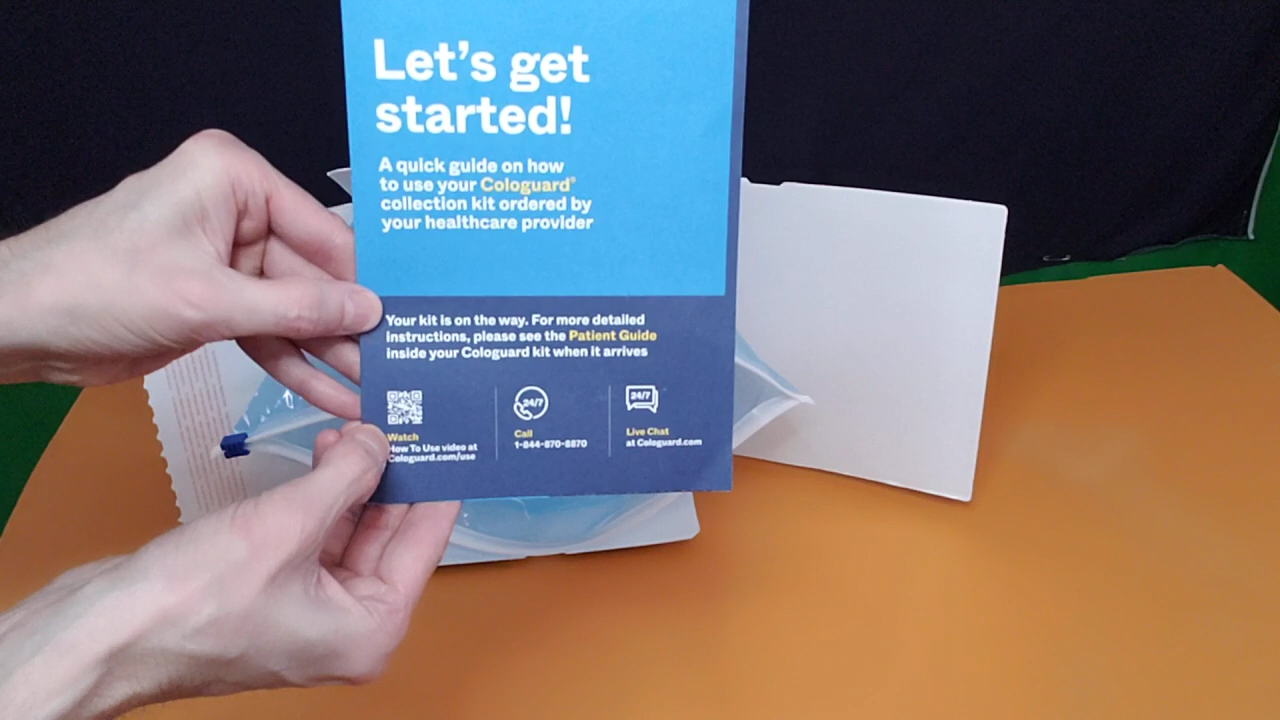 Let's get
started!
A quick guide on how
to use your Cologuard®
collection kit ordered by
your healthcare provider
Your kit is on the way. For more detailed
instructions, please see the Patient Guide
inside your Cologuard kit when it arrives
24/7
24/7
Watch
How To Use video at
Cologuard.com/use
Call
1-844-870-8870
Live Chat
at Cologuard.com